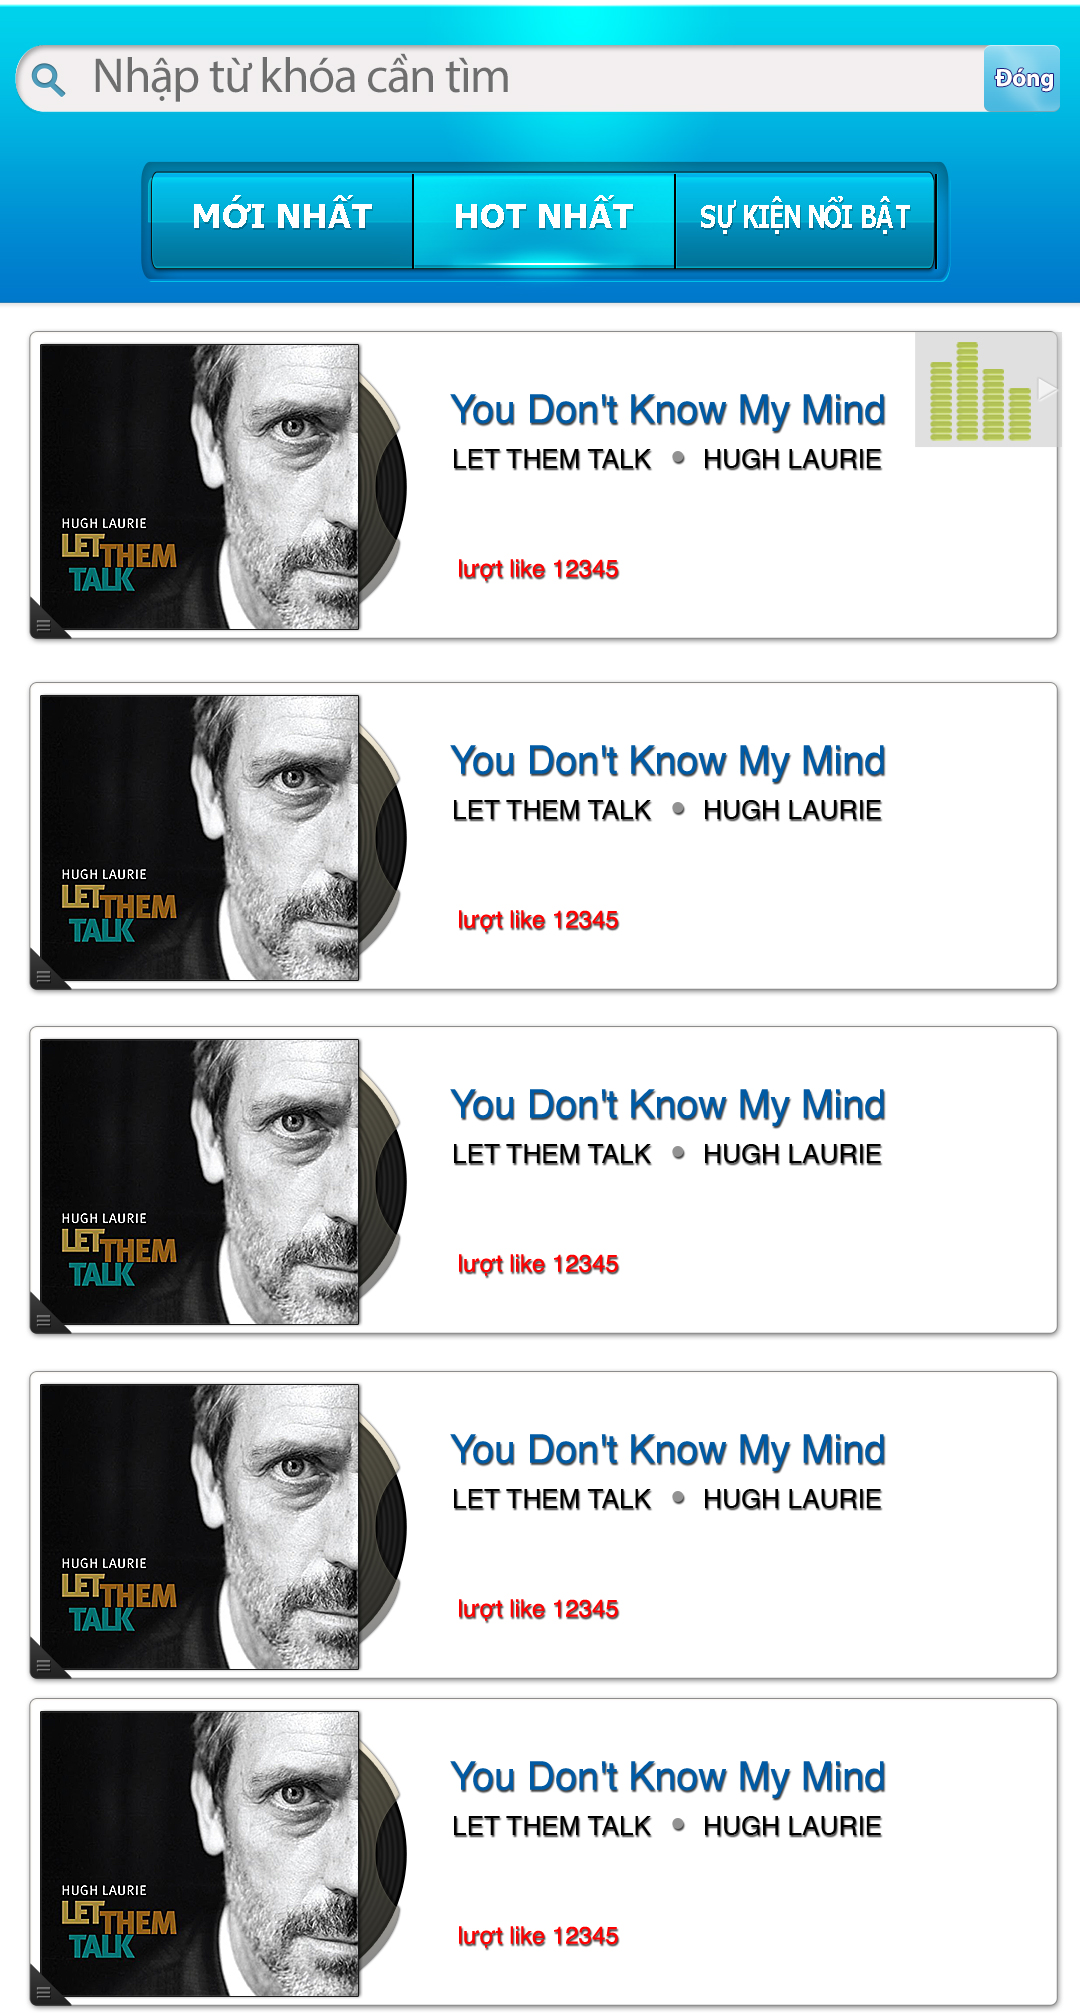 Nhập từ khóa cần tìm
Đóng
MỚI NHẤT
HOT NHẤT
SỰ KIỆN NỔI BẬT
HUGH LAURIE
LET THEM
TALK
You Don't Know My Mind
LET THEM TALK • HUGH LAURIE
lượt like 12345
HUGH LAURIE
LET THEM
TALK
You Don't Know My Mind
LET THEM TALK • HUGH LAURIE
lượt like 12345
HUGH LAURIE
LET THEM
TALK
You Don't Know My Mind
LET THEM TALK • HUGH LAURIE
lượt like 12345
HUGH LAURIE
LET THEM
TALK
You Don't Know My Mind
LET THEM TALK • HUGH LAURIE
lượt like 12345
HUGH LAURIE
LET THEM
TALK
You Don't Know My Mind
LET THEM TALK • HUGH LAURIE
lượt like 12345